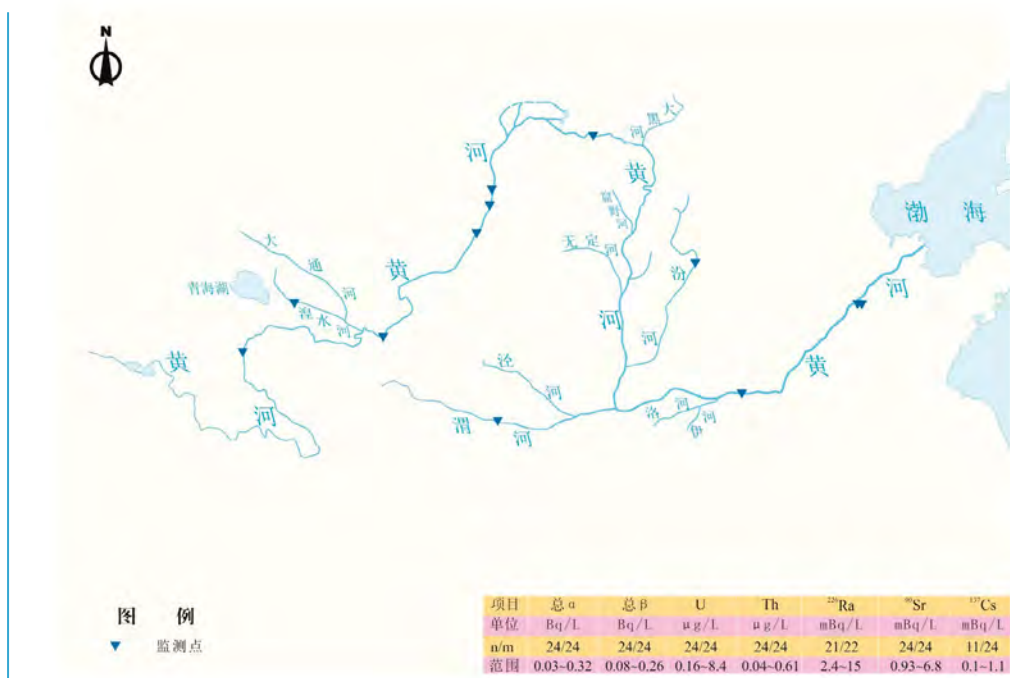 N
大
黑
河
河
黄
窟
野
河
渤 海
大
通
河
无
定
河
汾
黄
青海湖
湟
水
河
河
河
河
黄
泾
河
黄
洛
河
伊
河
河
渭
河
图 例
监测点
项目 总α 总β U Th ²²⁶Ra ⁹⁰Sr ¹³⁷Cs
单位 Bq/L Bq/L μg/L μg/L mBq/L mBq/L mBq/L
n/m 24/24 24/24 24/24 24/24 21/22 24/24 11/24
范围 0.03~0.32 0.08~0.26 0.16~8.4 0.04~0.61 2.4~15 0.93~6.8 0.1~1.1